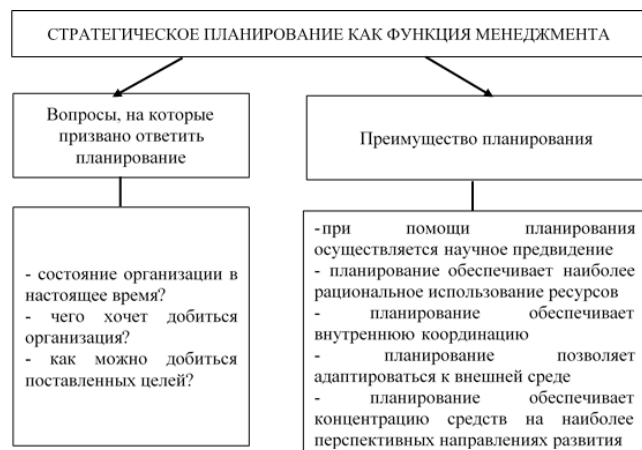 СТРАТЕГИЧЕСКОЕ ПЛАНИРОВАНИЕ КАК ФУНКЦИЯ МЕНЕДЖМЕНТА
Вопросы, на которые
призвано ответить
планирование
Преимущество планирования
- состояние организации в
настоящее время?
- чего хочет добиться
организация?
- как можно добиться
поставленных целей?
-при помощи планирования
осуществляется научное предвидение
- планирование обеспечивает наиболее
рациональное использование ресурсов
- планирование обеспечивает
внутреннюю координацию
- планирование позволяет
адаптироваться к внешней среде
- планирование обеспечивает
концентрацию средств на наиболее
перспективных направлениях развития